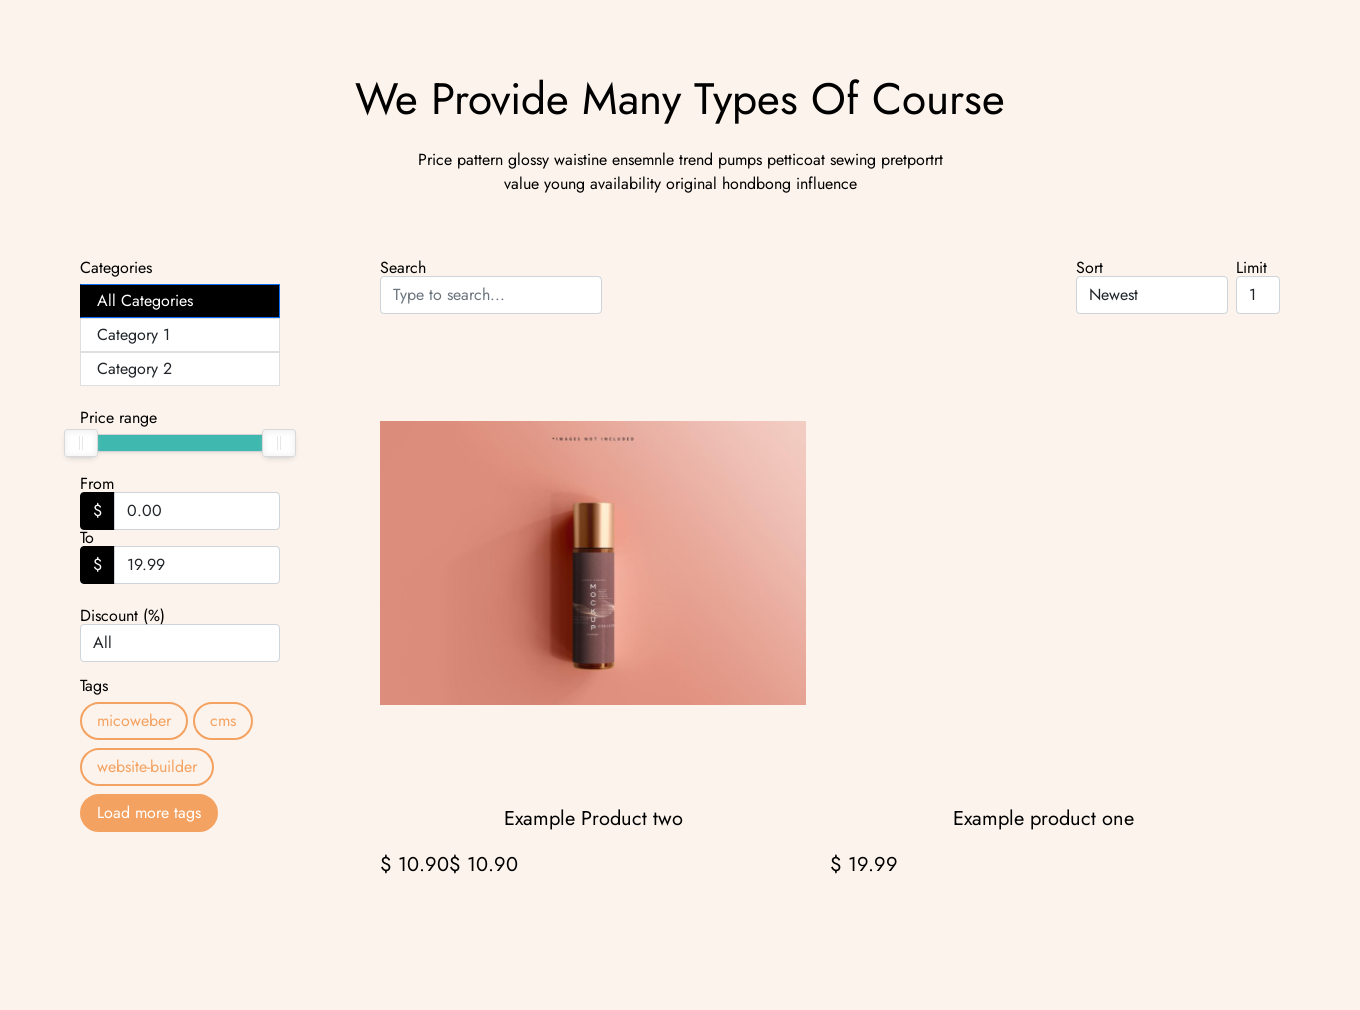 We Provide Many Types Of Course
Price pattern glossy waistine ensemnle trend pumps petticoat sewing pretportrt
value young availability original hondbong influence
Categories
All Categories
Category 1
Category 2
Price range
From
$ 0.00
To
$ 19.99
Discount (%)
All
Tags
micoweber
cms
website-builder
Load more tags
Search
Type to search...
Sort
Newest
Limit
1
*IMAGES NOT INCLUDED
MOCKUP
Example Product two
$ 10.90$ 10.90
Example product one
$ 19.99